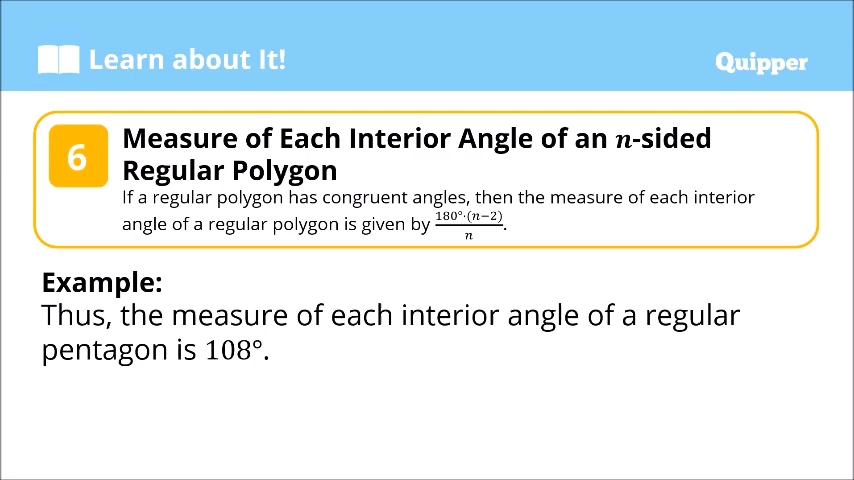 Learn about It!
Quipper
6
Measure of Each Interior Angle of an n-sided
Regular Polygon
If a regular polygon has congruent angles, then the measure of each interior
angle of a regular polygon is given by 180°·(n−2)/n.
Example:
Thus, the measure of each interior angle of a regular
pentagon is 108°.